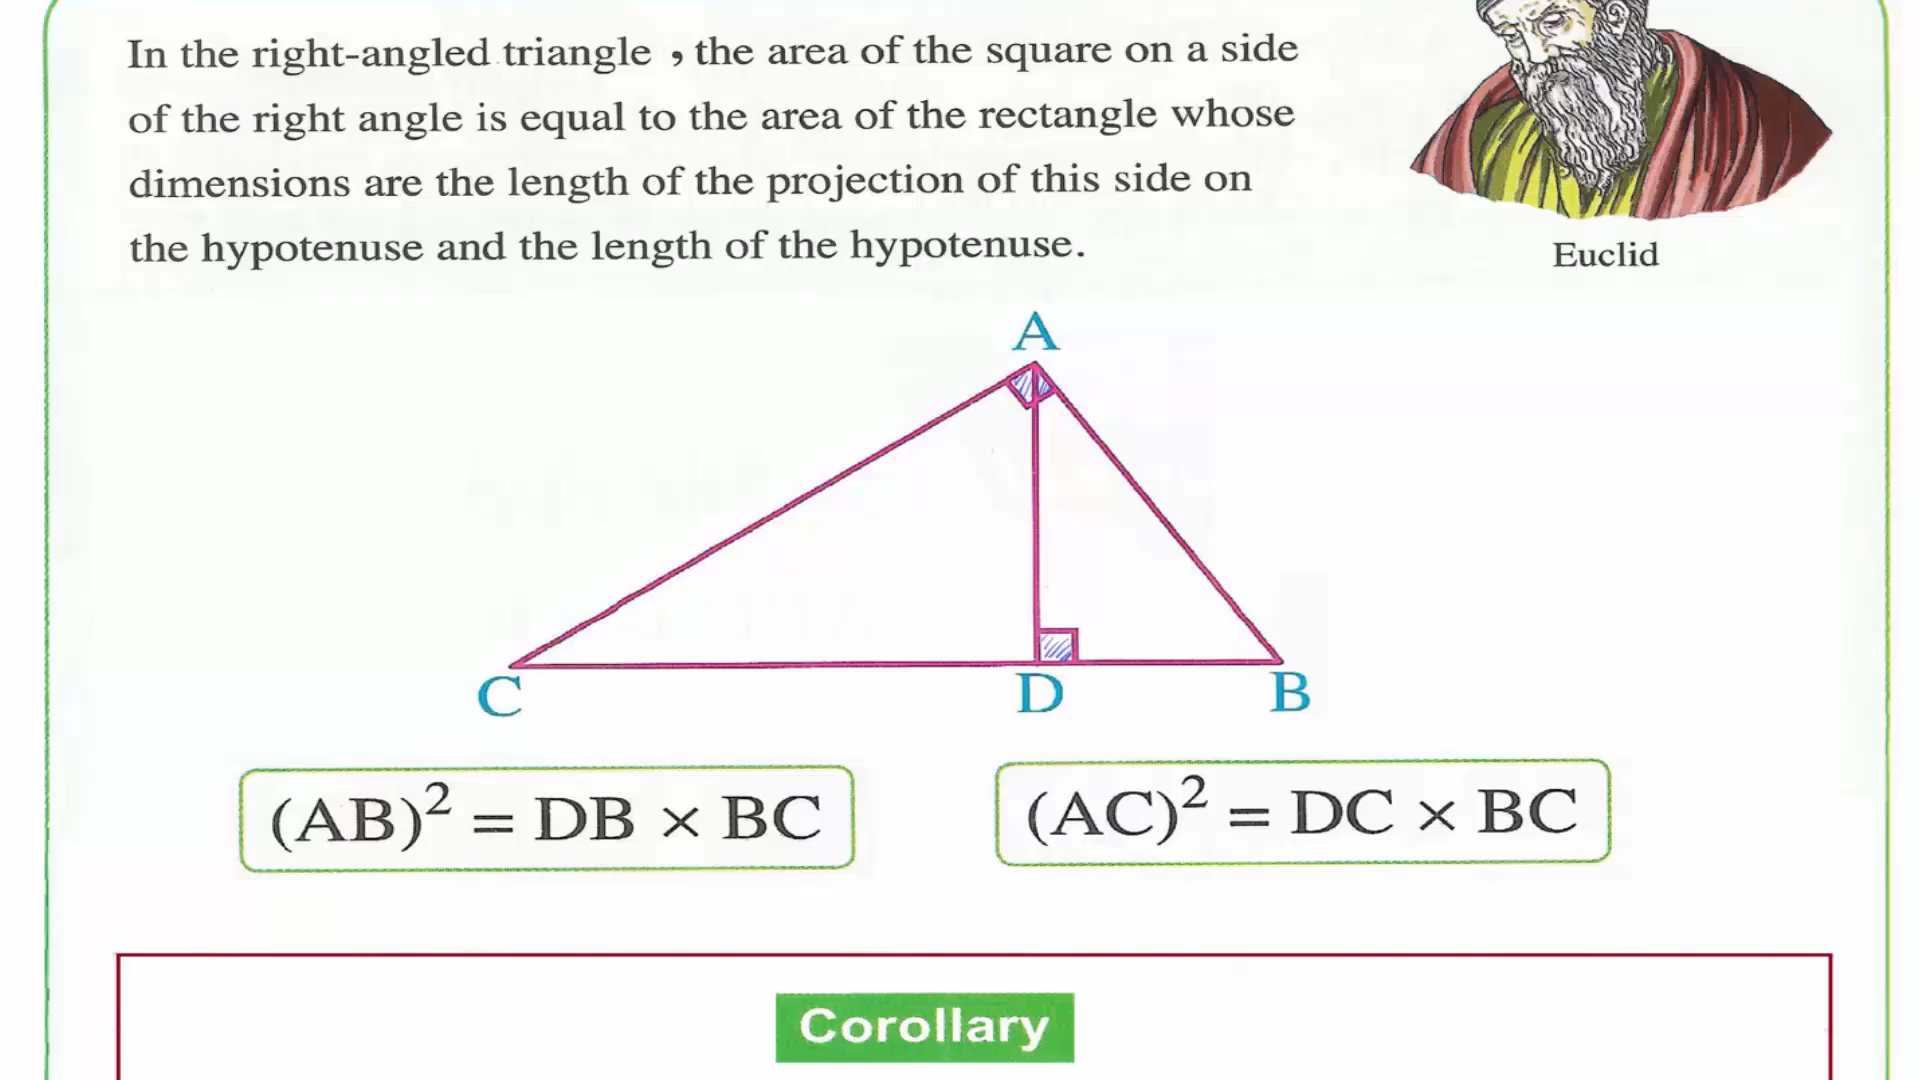 In the right-angled triangle , the area of the square on a side
of the right angle is equal to the area of the rectangle whose
dimensions are the length of the projection of this side on
the hypotenuse and the length of the hypotenuse.
Euclid
A
C
D
B
(AB)² = DB × BC
(AC)² = DC × BC
Corollary